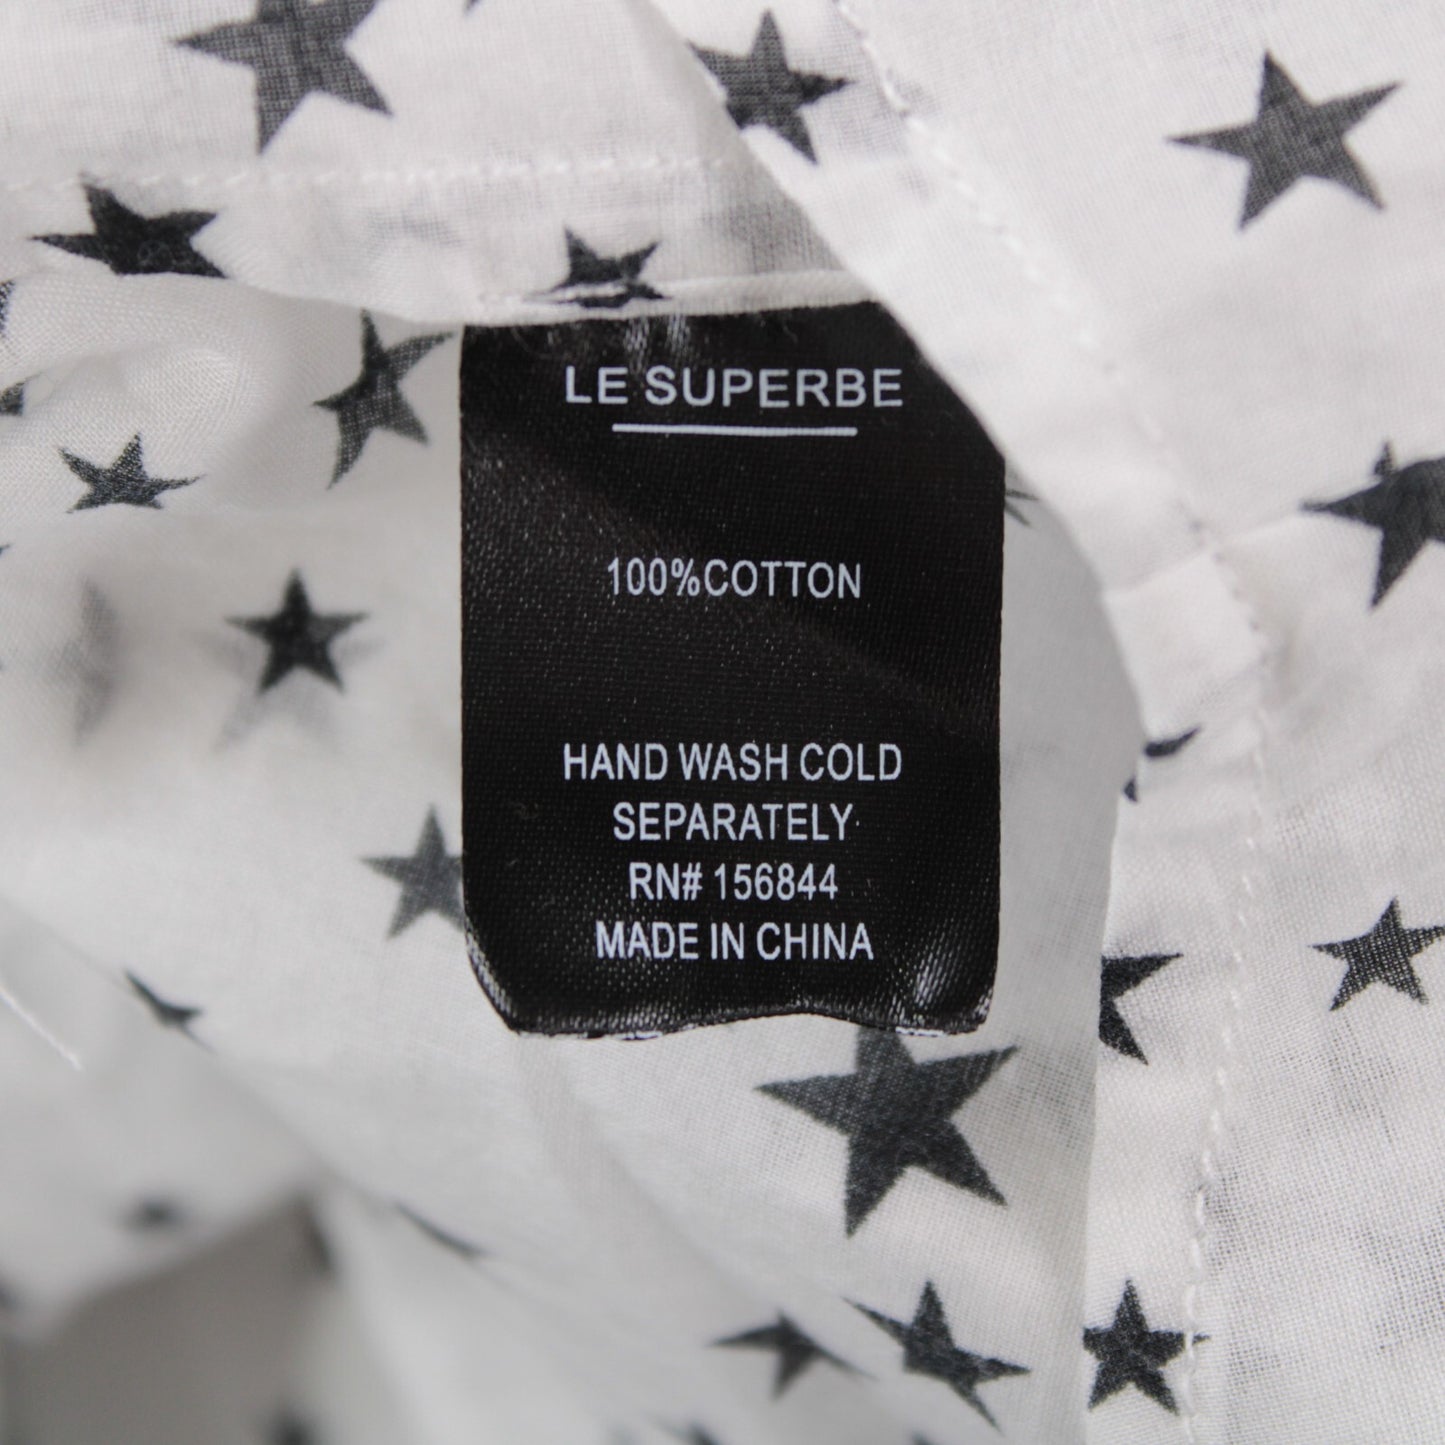 LE SUPERBE
100%COTTON
HAND WASH COLD
SEPARATELY
RN# 156844
MADE IN CHINA